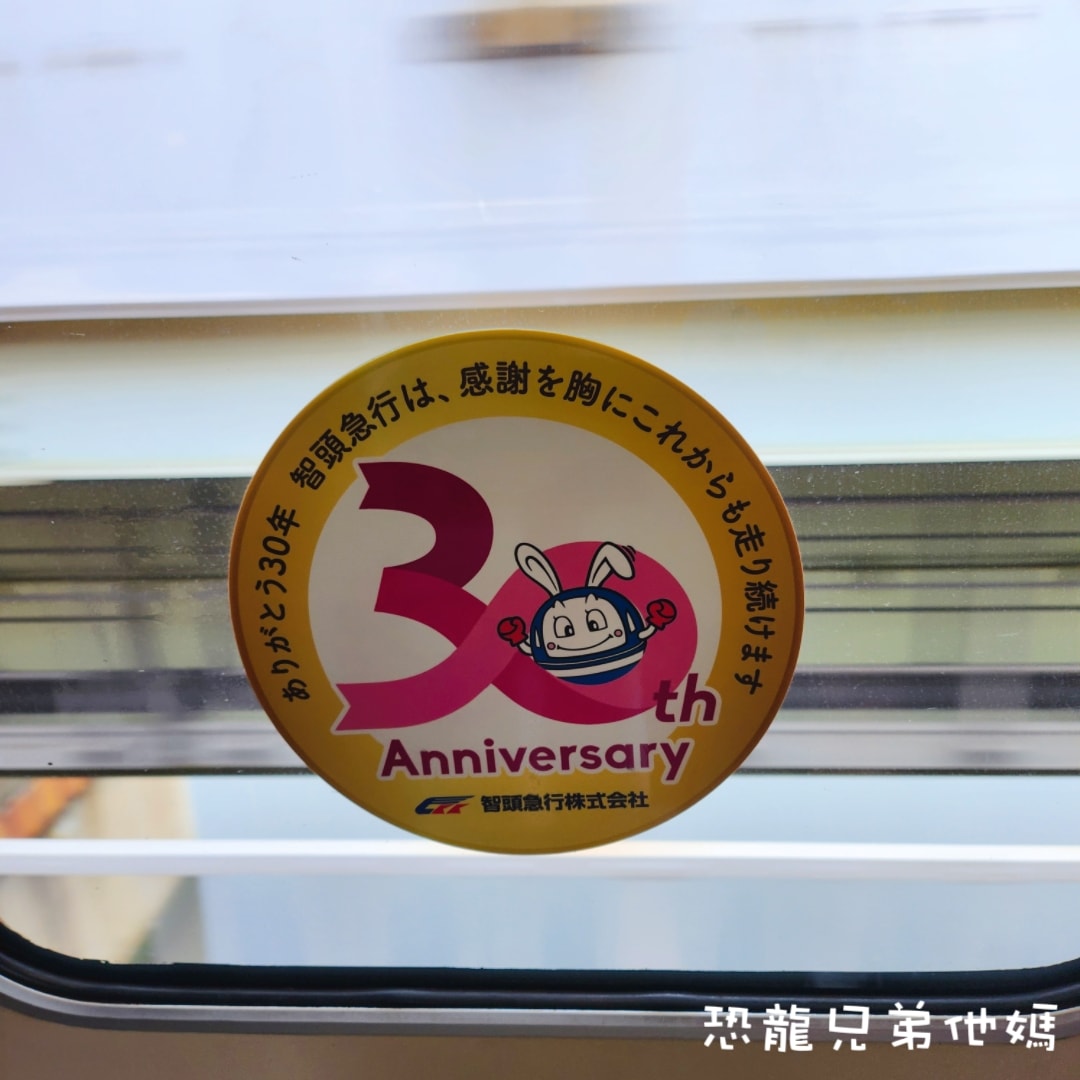 ありがとう30年 智頭急行は、感謝を胸にこれからも走り続けます
30th
Anniversary
智頭急行株式会社
恐龍兄弟他媽